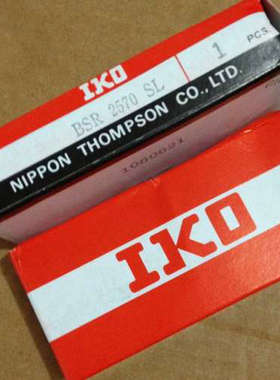 IKO
1
PCS.
BSR 2570 SL
NIPPON THOMPSON CO., LTD.
IKO